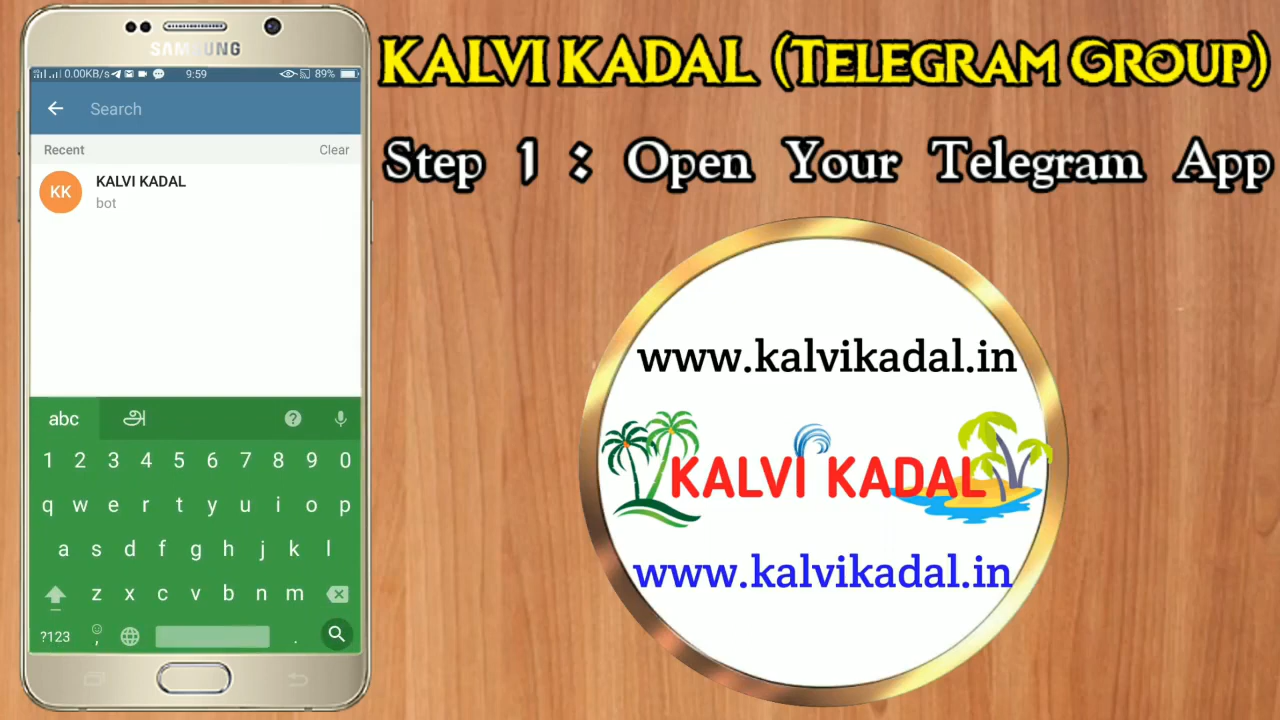 SAMSUNG
0.00KB/s 9:59 89%
Search
Recent Clear
KK
KALVI KADAL
bot
abc அ ?
1 2 3 4 5 6 7 8 9 0
q w e r t y u i o p
a s d f g h j k l
z x c v b n m
?123 , .
KALVI KADAL (TELEGRAM GROUP)
Step 1 : Open Your Telegram App
www.kalvikadal.in
KALVI KADAL
www.kalvikadal.in